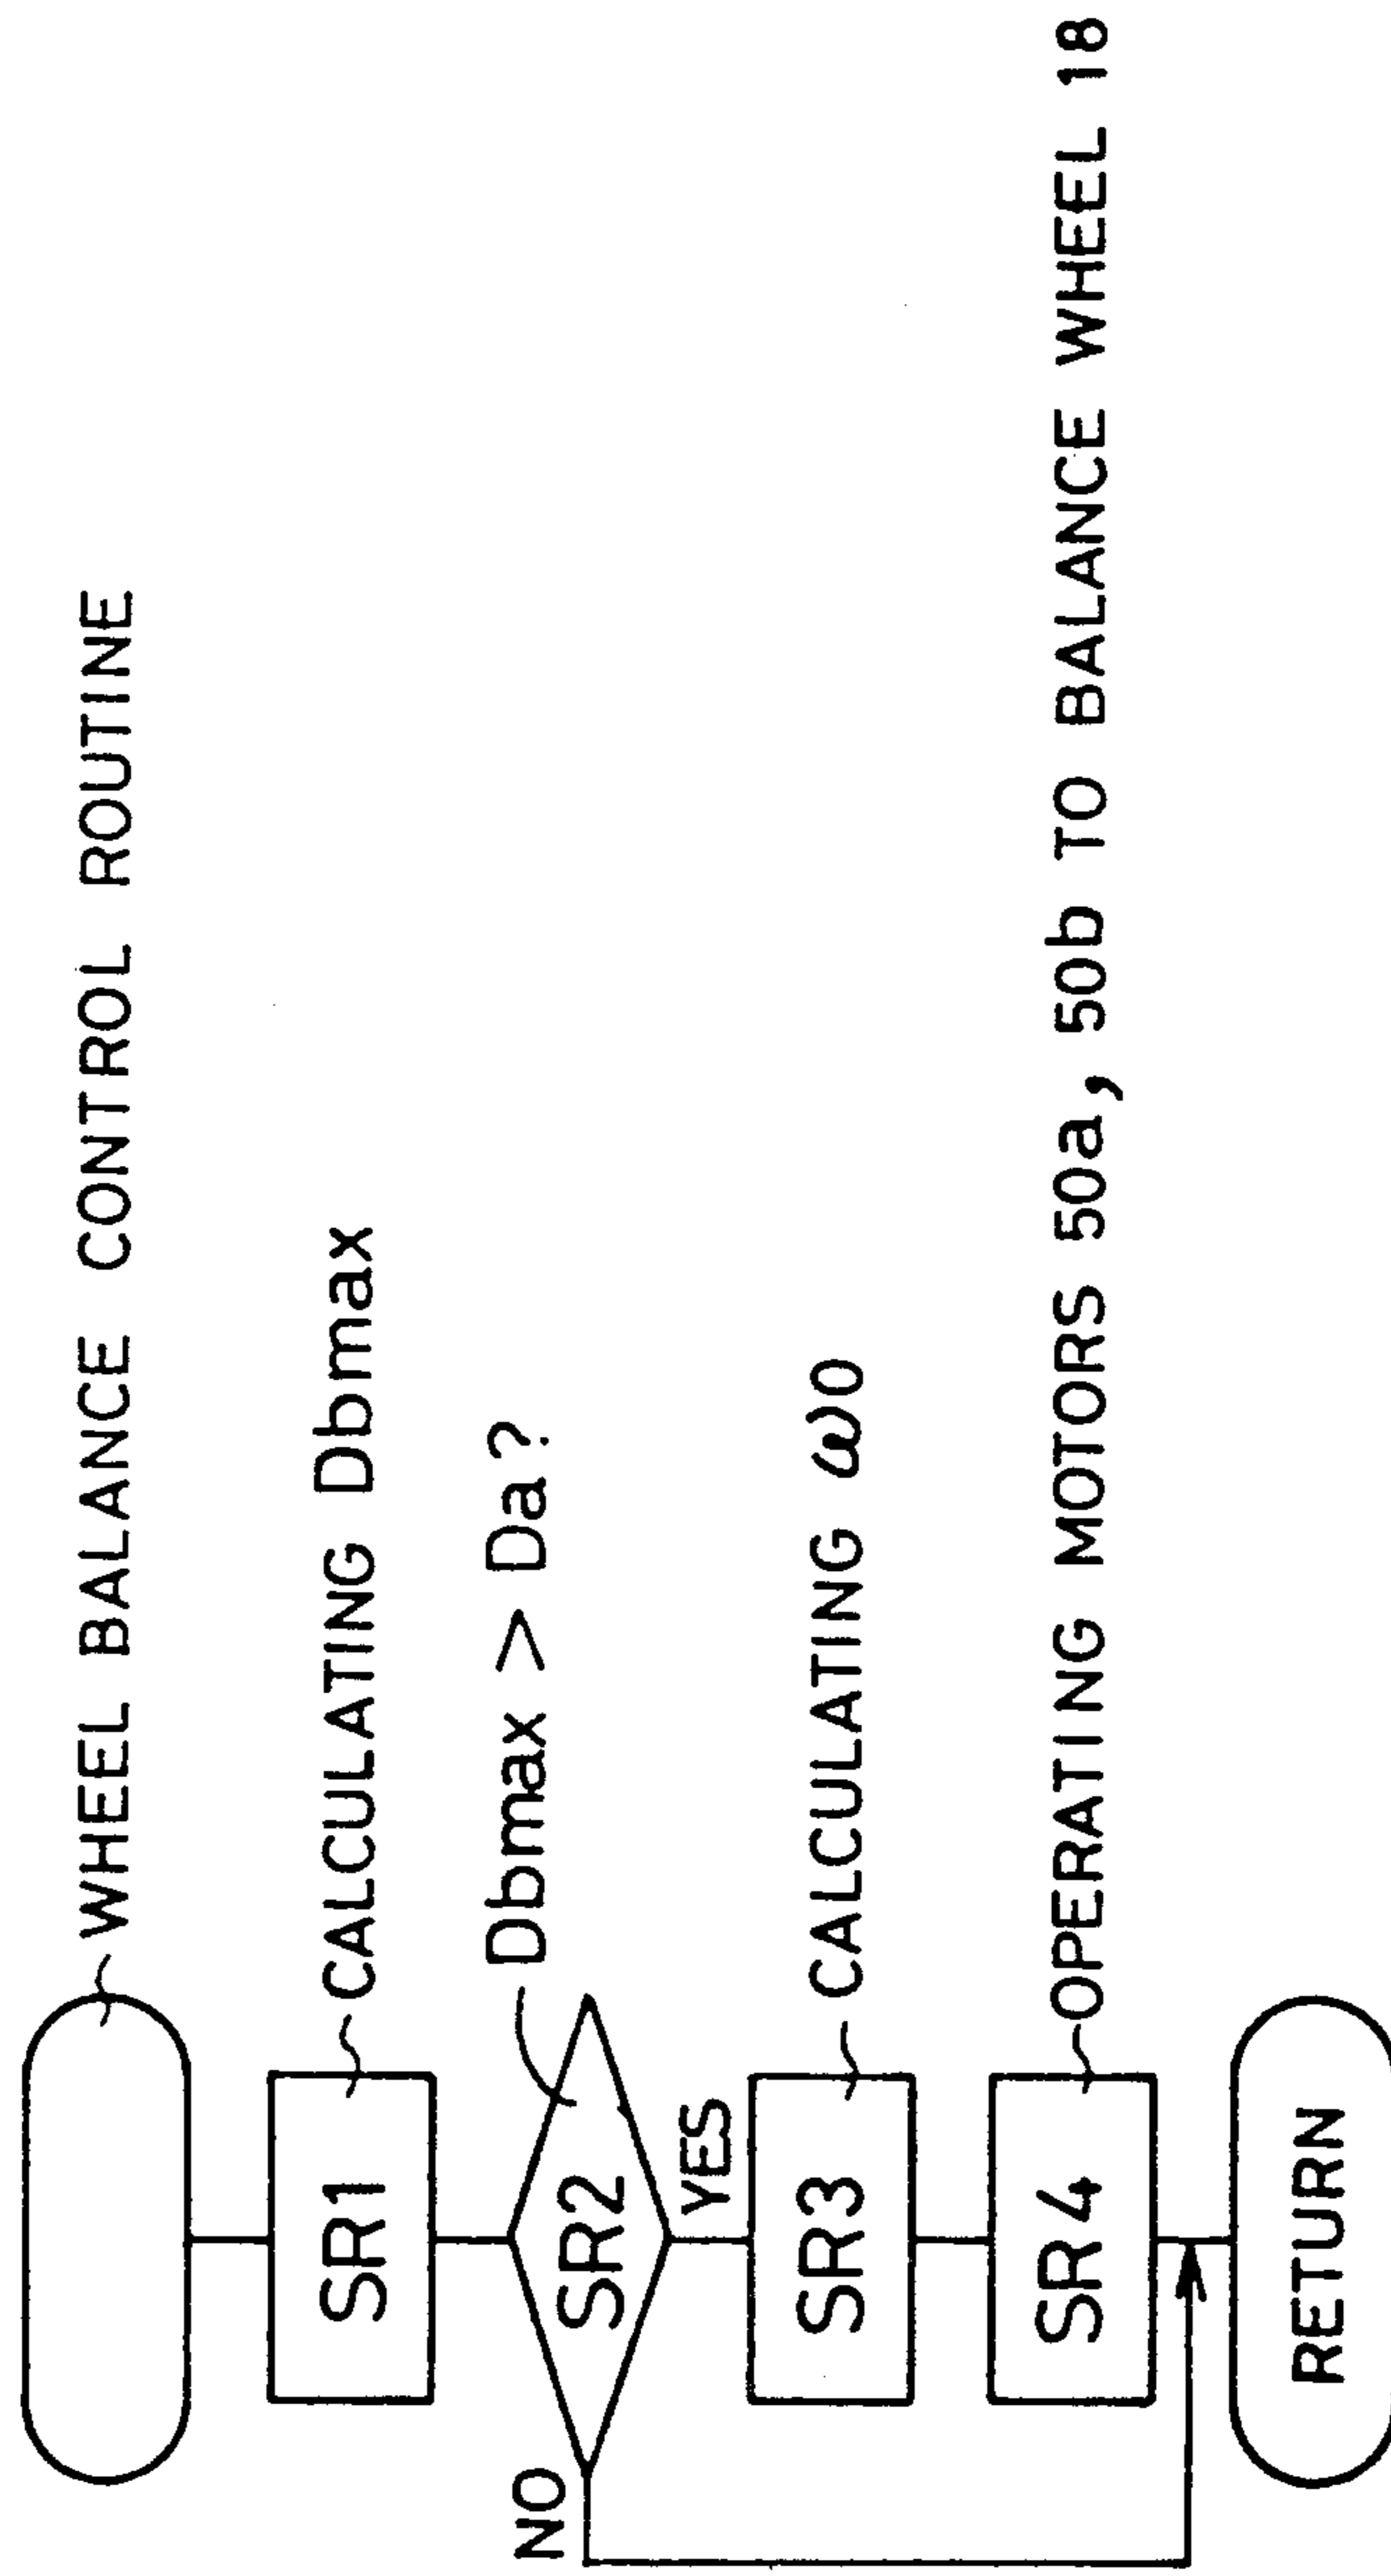 WHEEL BALANCE CONTROL ROUTINE
SR1
CALCULATING Dbmax
SR2
Dbmax > Da?
NO
YES
SR3
CALCULATING ω0
SR4
OPERATING MOTORS 50a, 50b TO BALANCE WHEEL 18
RETURN